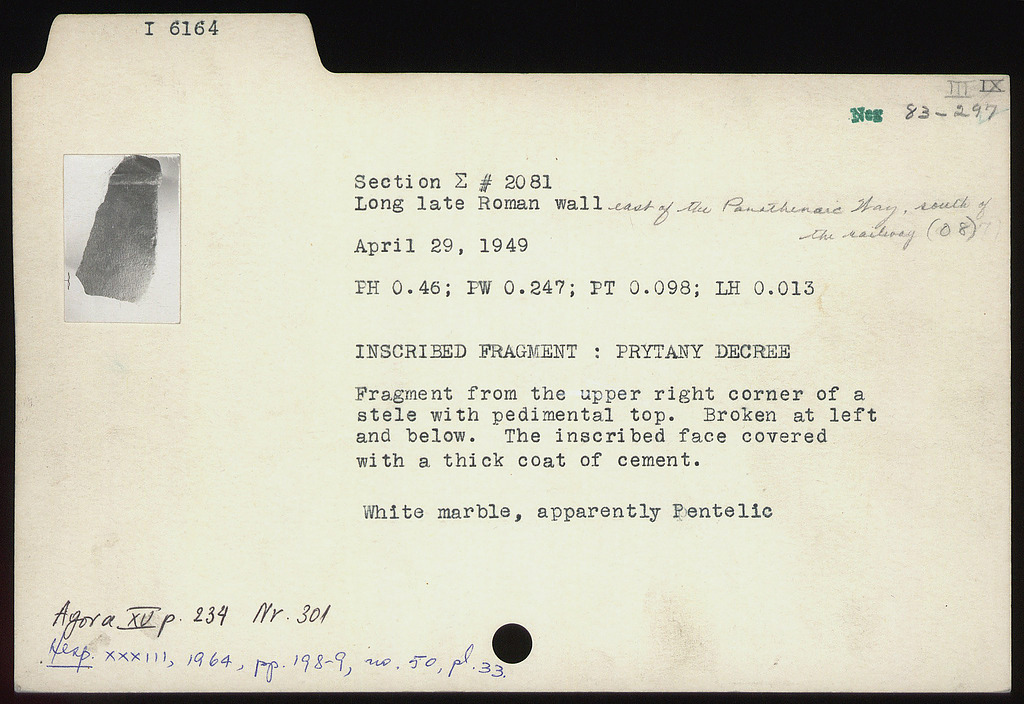 I 6164
III IX
Neg 83-297
Section Σ # 2081
Long late Roman wall east of the Panathenaic Way, south of
the railway (O 8)
April 29, 1949
PH 0.46; PW 0.247; PT 0.098; LH 0.013
INSCRIBED FRAGMENT : PRYTANY DECREE
Fragment from the upper right corner of a
stele with pedimental top. Broken at left
and below. The inscribed face covered
with a thick coat of cement.
White marble, apparently Pentelic
Agora XV p. 234 Nr. 301
Hesp. XXXIII, 1964, pp. 198-9, no. 50, pl. 33.